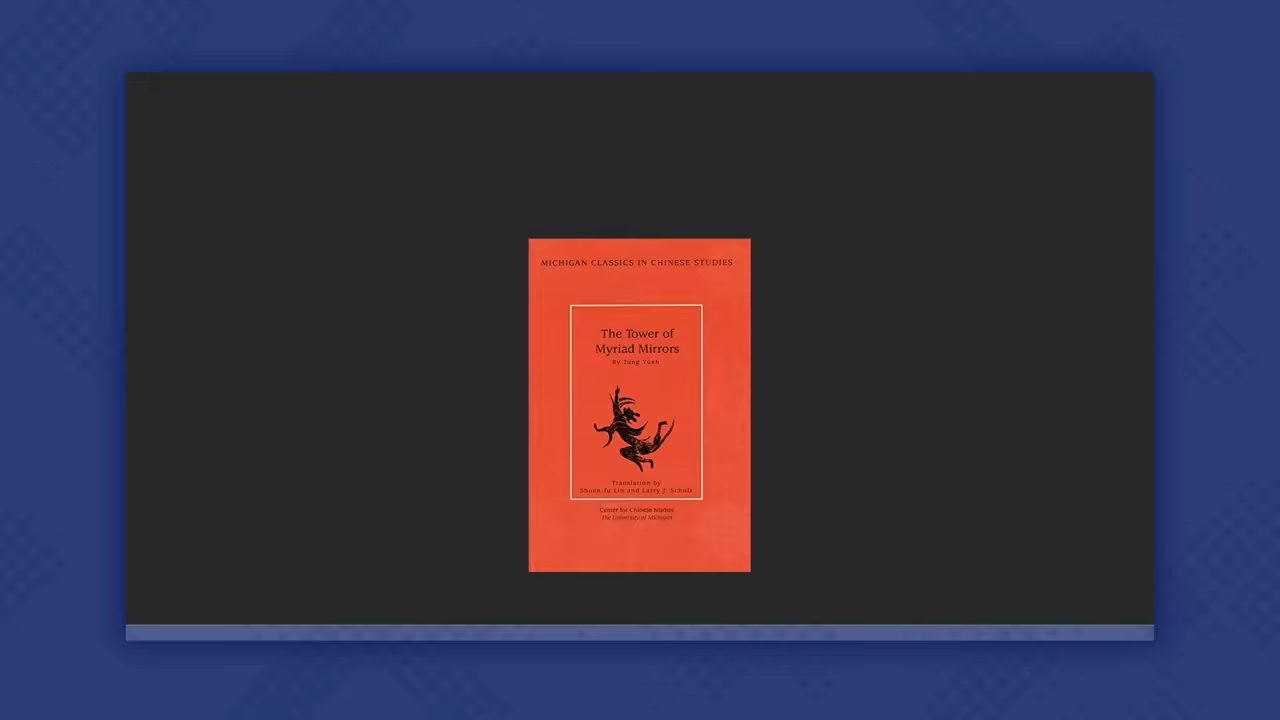 MICHIGAN CLASSICS IN CHINESE STUDIES
The Tower of
Myriad Mirrors
By Tung Yüeh
Translation by
Shuen-fu Lin and Larry J. Schulz
Center for Chinese Studies
The University of Michigan